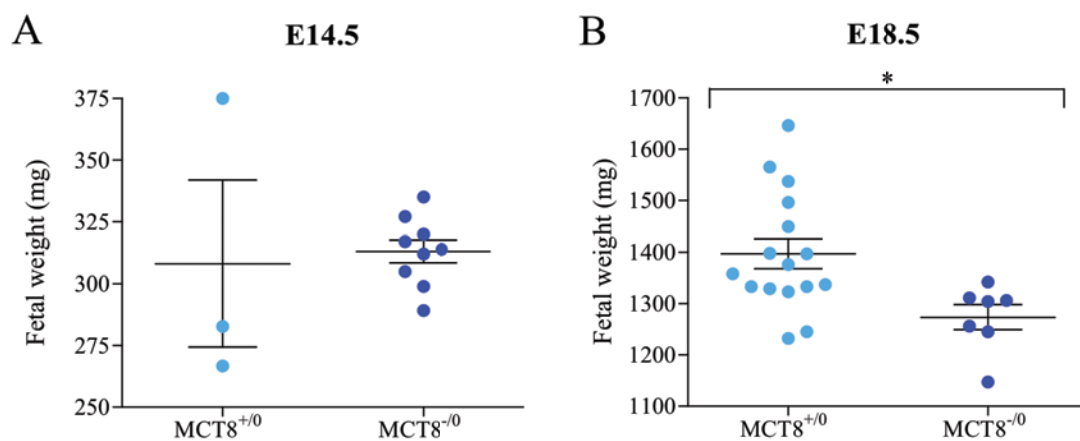 A
E14.5
Fetal weight (mg)
375
350
325
300
275
250
MCT8+/0
MCT8-/0
B
E18.5
*
Fetal weight (mg)
1700
1600
1500
1400
1300
1200
1100
MCT8+/0
MCT8-/0